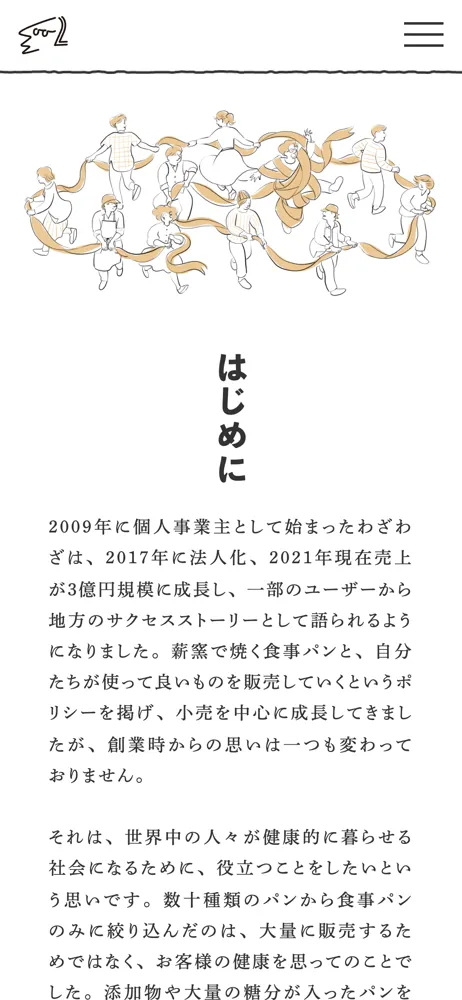 はじめに
2009年に個人事業主として始まったわざわ
ざは、2017年に法人化、2021年現在売上
が3億円規模に成長し、一部のユーザーから
地方のサクセスストーリーとして語られるよう
になりました。薪窯で焼く食事パンと、自分
たちが使って良いものを販売していくというポ
リシーを掲げ、小売を中心に成長してきまし
たが、創業時からの思いは一つも変わって
おりません。
それは、世界中の人々が健康的に暮らせる
社会になるために、役立つことをしたいとい
う思いです。数十種類のパンから食事パン
のみに絞り込んだのは、大量に販売するた
めではなく、お客様の健康を思ってのことで
した。添加物や大量の糖分が入ったパンを